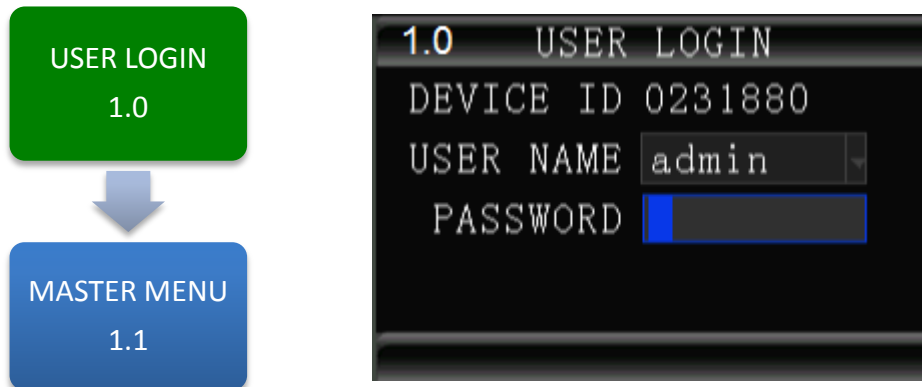 USER LOGIN
1.0
MASTER MENU
1.1
1.0 USER LOGIN
DEVICE ID 0231880
USER NAME admin
PASSWORD